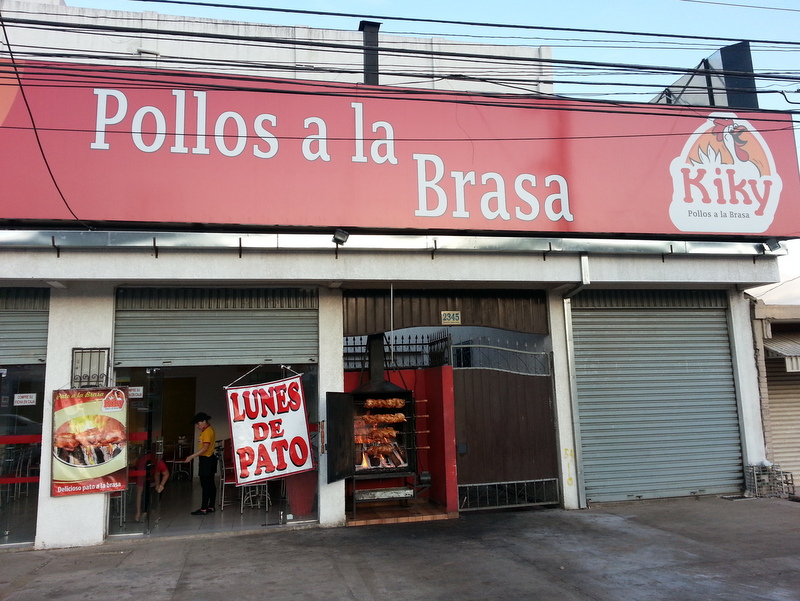 Pollos a la
Brasa
Kiky
Pollos a la Brasa
2345
Pato a la Brasa
Delicioso pato a la brasa
LUNES
DE
PATO